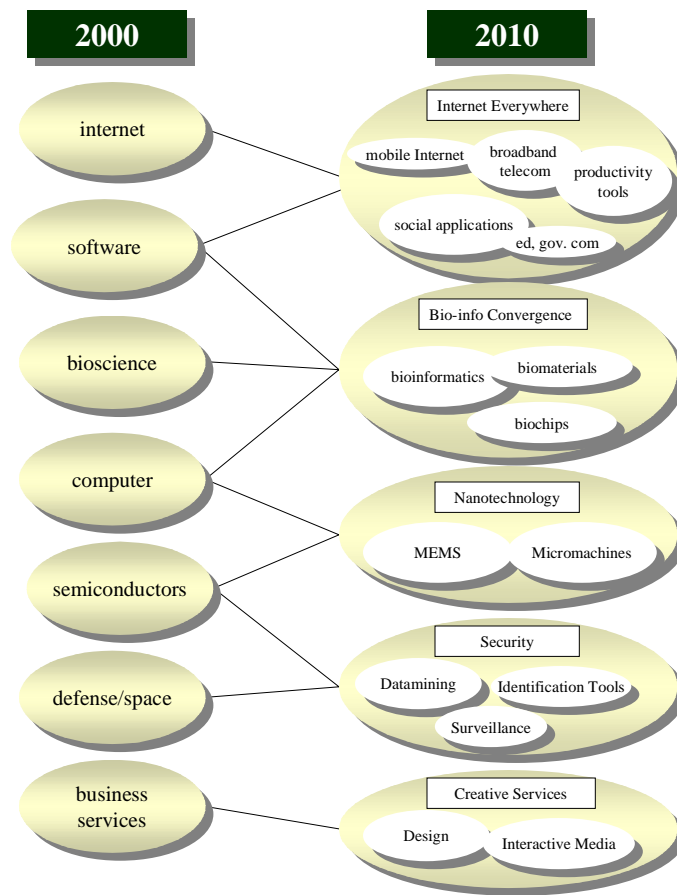 2000
2010
internet
software
bioscience
computer
semiconductors
defense/space
business
services
Internet Everywhere
mobile Internet
broadband
telecom
productivity
tools
social applications
ed, gov. com
Bio-info Convergence
bioinformatics
biomaterials
biochips
Nanotechnology
MEMS
Micromachines
Security
Datamining
Identification Tools
Surveillance
Creative Services
Design
Interactive Media